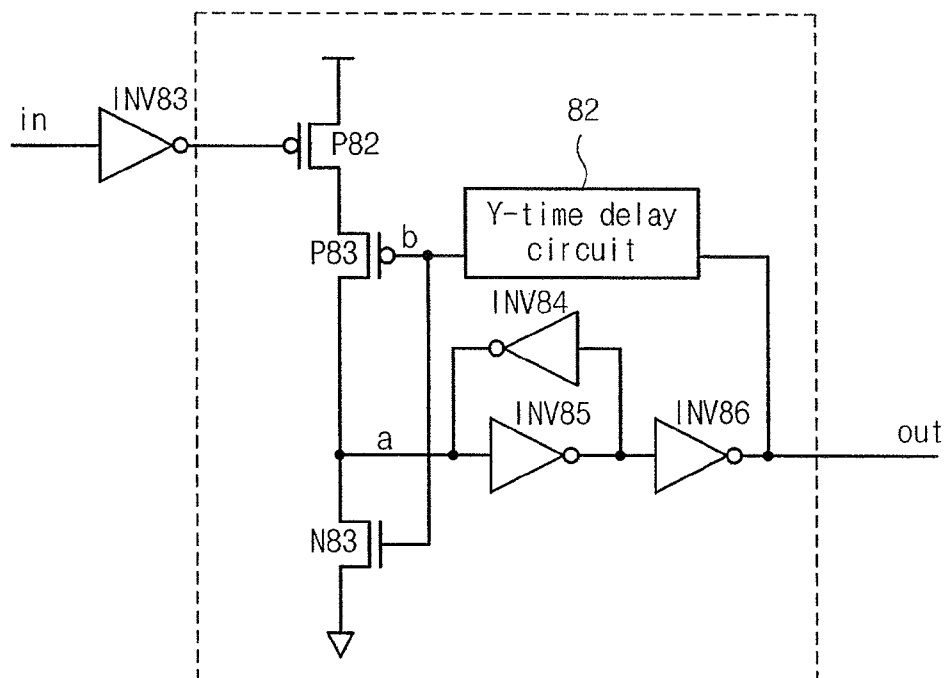 in
INV83
P82
82
Y-time delay
circuit
P83
b
INV84
a
INV85
INV86
out
N83